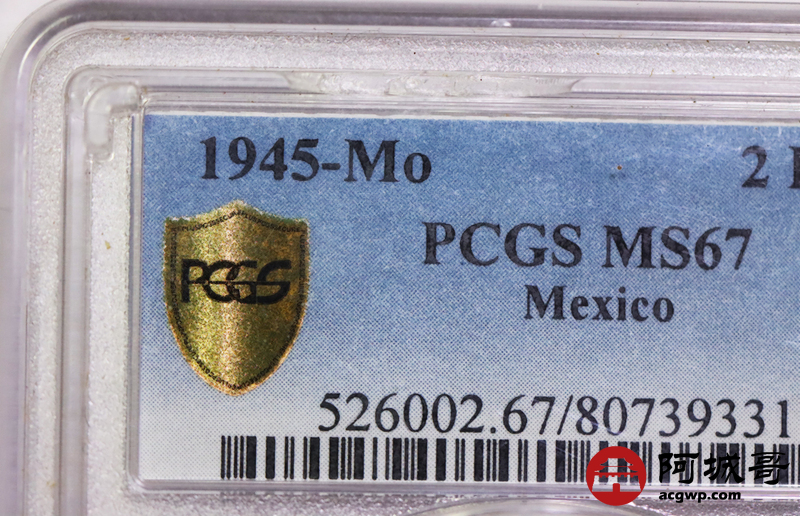 1945-Mo 2
PCGS MS67
Mexico
PCGS
526002.67/80739331
阿城哥
acgwp.com